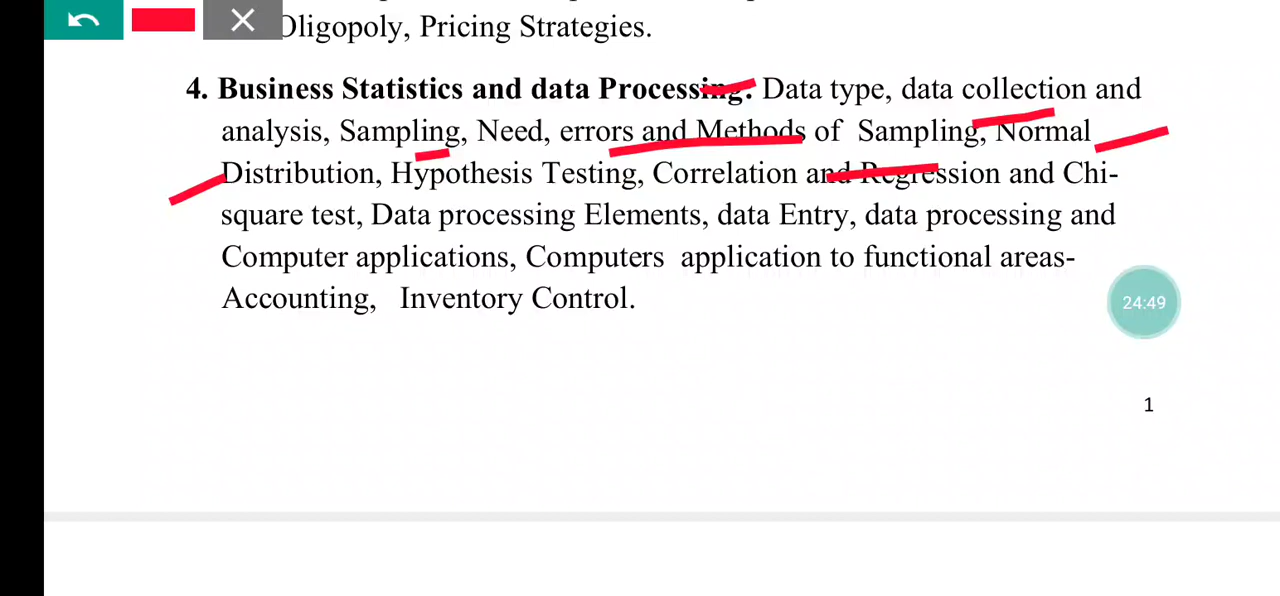 Oligopoly, Pricing Strategies.
4. Business Statistics and data Processing: Data type, data collection and
analysis, Sampling, Need, errors and Methods of Sampling, Normal
Distribution, Hypothesis Testing, Correlation and Regression and Chi-
square test, Data processing Elements, data Entry, data processing and
Computer applications, Computers application to functional areas-
Accounting, Inventory Control.
24:49
1